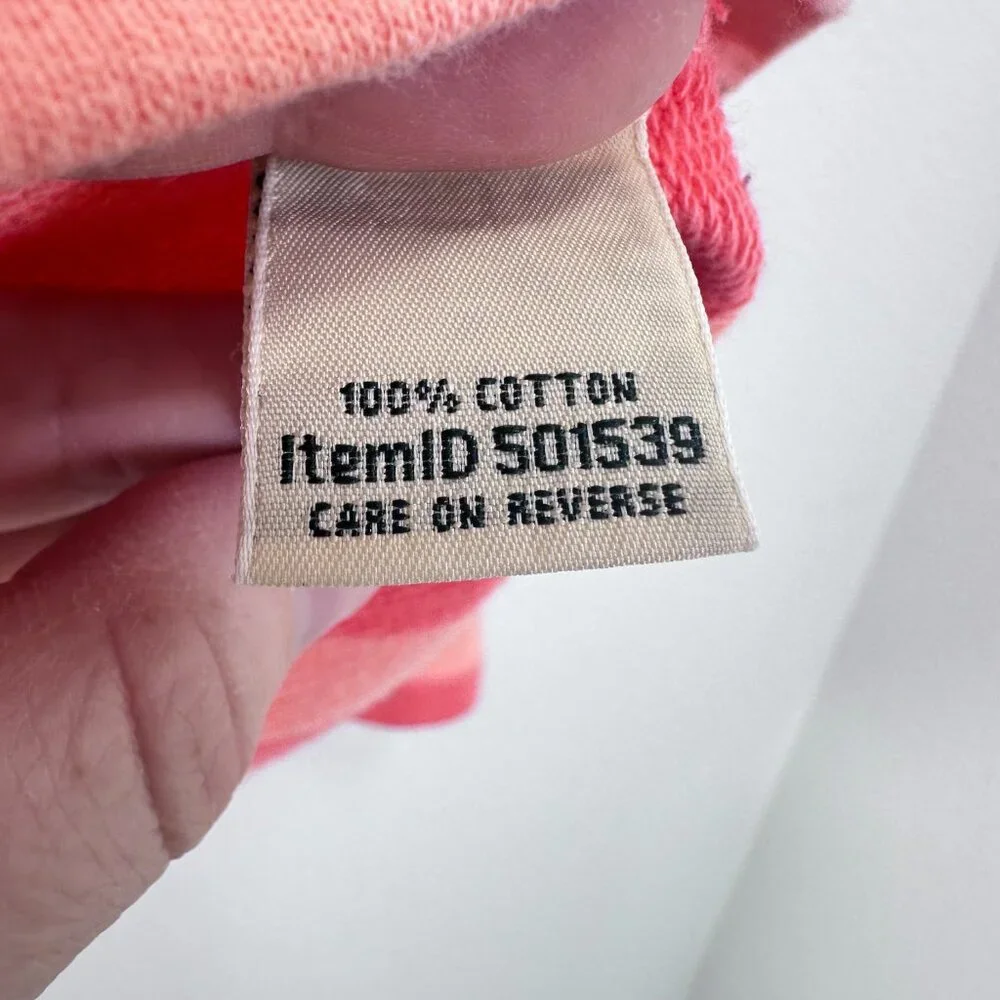 100% COTTON
ItemID 501539
CARE ON REVERSE